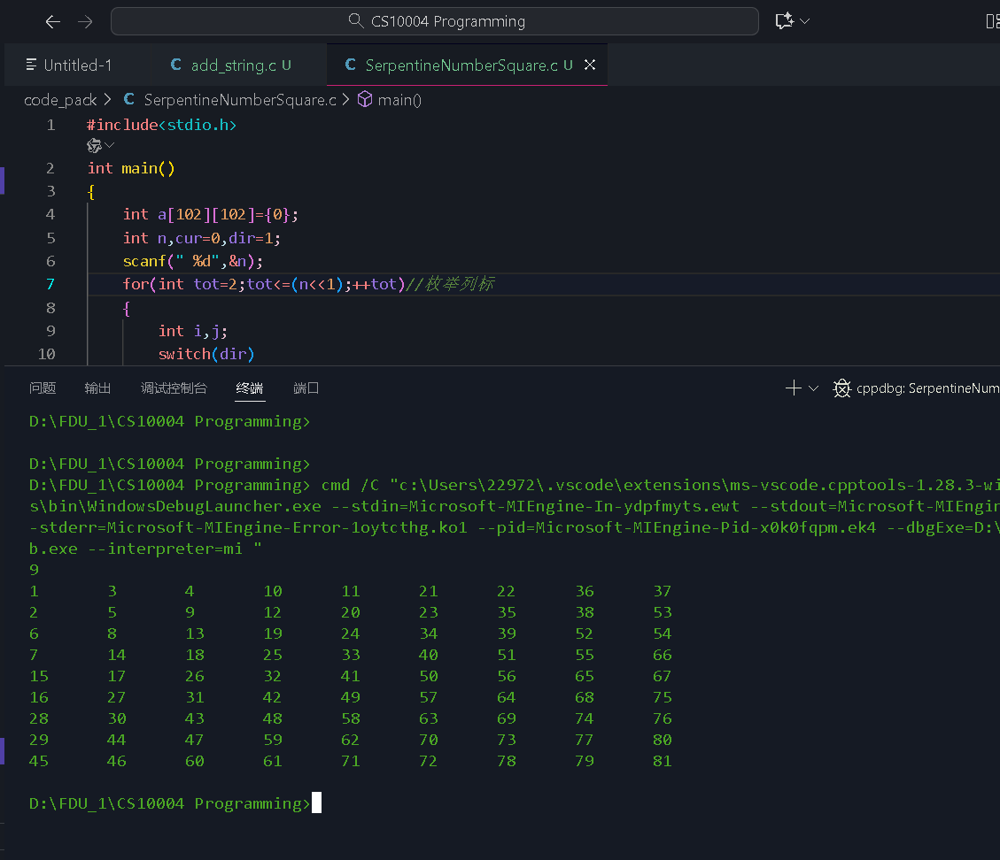 CS10004 Programming
Untitled-1
C add_string.c U
C SerpentineNumberSquare.c U
code_pack > C SerpentineNumberSquare.c > main()
1 #include<stdio.h>
2 int main()
3 {
4 int a[102][102]={0};
5 int n,cur=0,dir=1;
6 scanf(" %d",&n);
7 for(int tot=2;tot<=(n<<1);++tot)//枚举列标
8 {
9 int i,j;
10 switch(dir)
问题 输出 调试控制台 终端 端口
cppdbg: SerpentineNum
D:\FDU_1\CS10004 Programming>
D:\FDU_1\CS10004 Programming>
D:\FDU_1\CS10004 Programming> cmd /C "c:\Users\22972\.vscode\extensions\ms-vscode.cpptools-1.28.3-wi
s\bin\WindowsDebugLauncher.exe --stdin=Microsoft-MIEngine-In-ydpfmyts.ewt --stdout=Microsoft-MIEngin
-stderr=Microsoft-MIEngine-Error-1oytcthg.ko1 --pid=Microsoft-MIEngine-Pid-x0k0fqpm.ek4 --dbgExe=D:\
b.exe --interpreter=mi "
9
1 3 4 10 11 21 22 36 37
2 5 9 12 20 23 35 38 53
6 8 13 19 24 34 39 52 54
7 14 18 25 33 40 51 55 66
15 17 26 32 41 50 56 65 67
16 27 31 42 49 57 64 68 75
28 30 43 48 58 63 69 74 76
29 44 47 59 62 70 73 77 80
45 46 60 61 71 72 78 79 81
D:\FDU_1\CS10004 Programming>